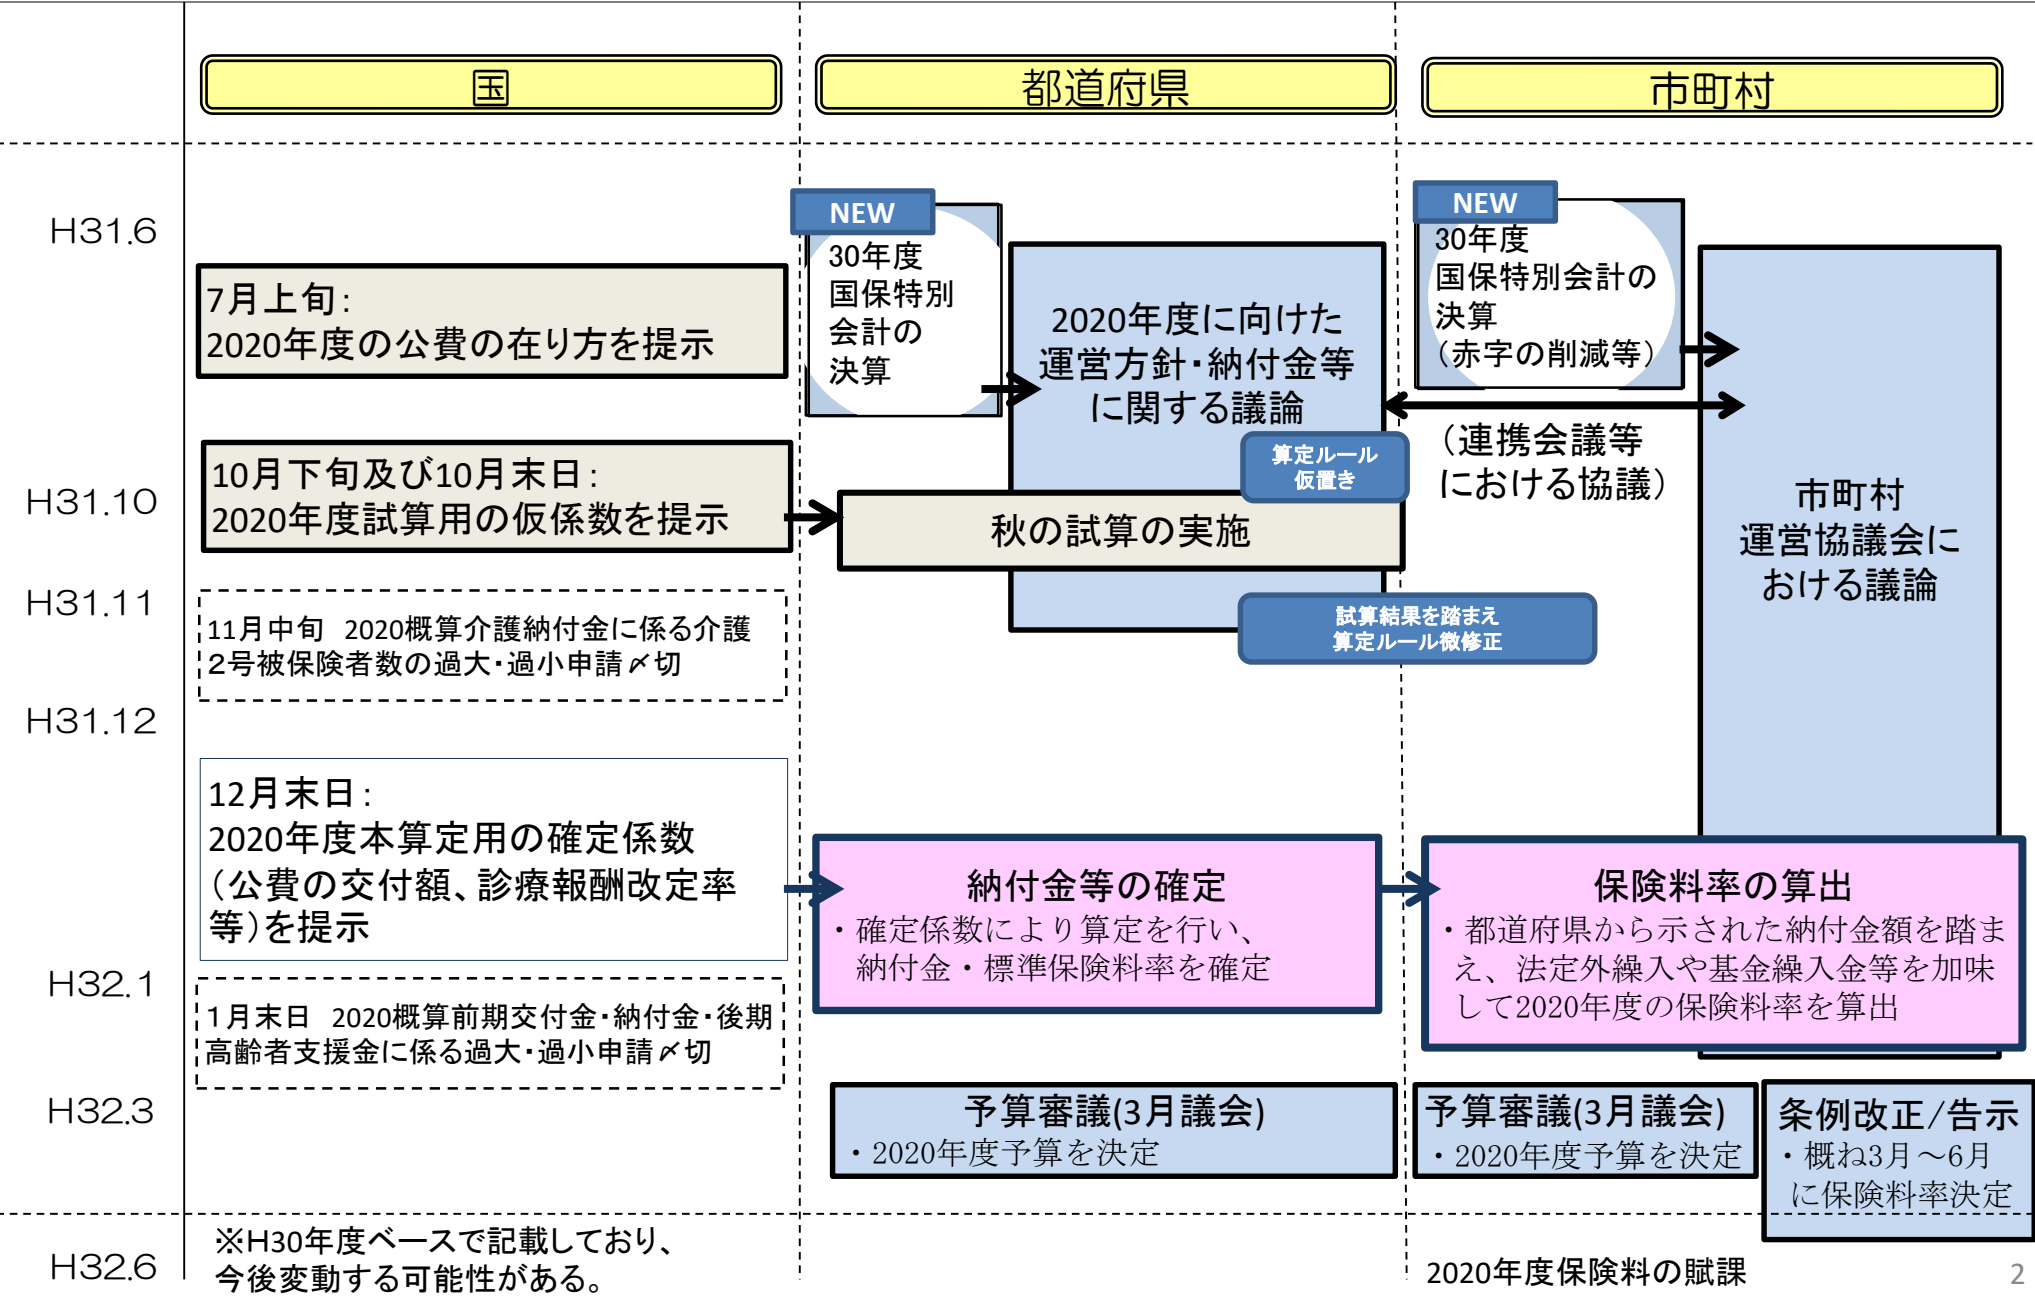 国
都道府県
市町村
H31.6
H31.10
H31.11
H31.12
H32.1
H32.3
H32.6
7月上旬：
2020年度の公費の在り方を提示
10月下旬及び10月末日：
2020年度試算用の仮係数を提示
11月中旬　2020概算介護納付金に係る介護
２号被保険者数の過大・過小申請〆切
12月末日：
2020年度本算定用の確定係数
（公費の交付額、診療報酬改定率
等）を提示
１月末日　2020概算前期交付金・納付金・後期
高齢者支援金に係る過大・過小申請〆切
※H30年度ベースで記載しており、
今後変動する可能性がある。
NEW
30年度
国保特別
会計の
決算
2020年度に向けた
運営方針・納付金等
に関する議論
算定ルール
仮置き
秋の試算の実施
試算結果を踏まえ
算定ルール微修正
納付金等の確定
・確定係数により算定を行い、
納付金・標準保険料率を確定
予算審議(3月議会)
・2020年度予算を決定
NEW
30年度
国保特別会計の
決算
（赤字の削減等）
（連携会議等
における協議）
市町村
運営協議会に
おける議論
保険料率の算出
・都道府県から示された納付金額を踏ま
え、法定外繰入や基金繰入金等を加味
して2020年度の保険料率を算出
予算審議(3月議会)
・2020年度予算を決定
条例改正/告示
・概ね3月～6月
に保険料率決定
2020年度保険料の賦課
2